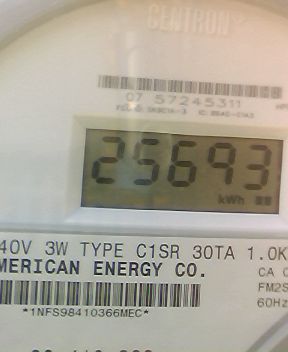 CENTRON
07 57245311
25693
kWh
40V 3W TYPE C1SR 30TA 1.0K
MERICAN ENERGY CO.
CA
FM2S
60Hz
*1NFS98410366MEC*